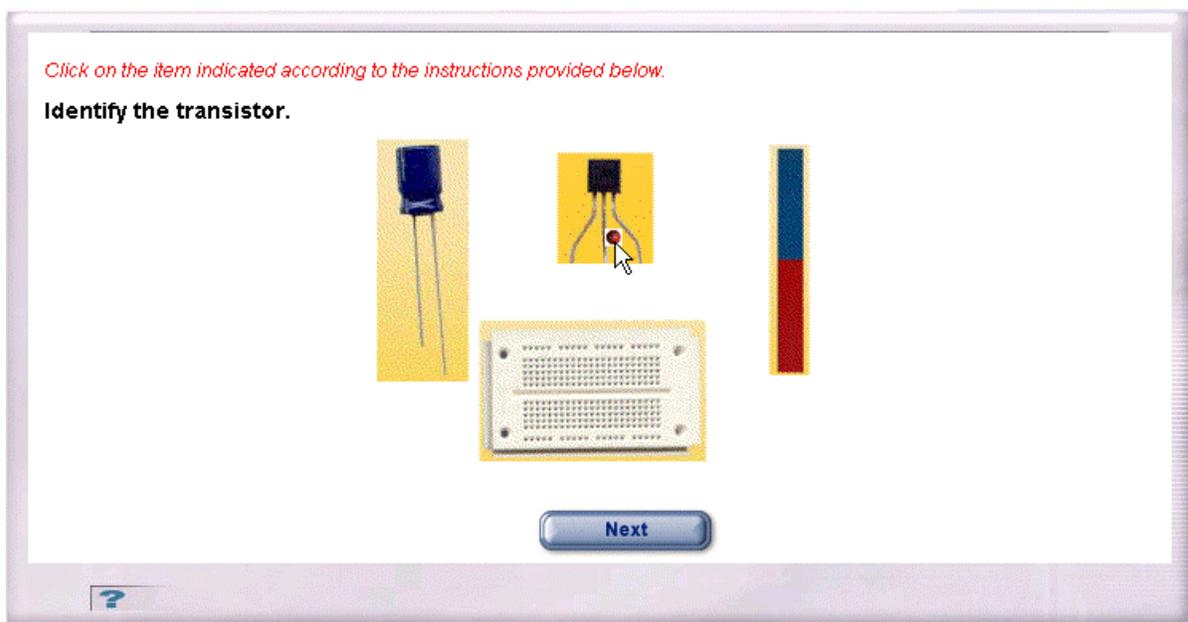 Click on the item indicated according to the instructions provided below.
Identify the transistor.
Next
?